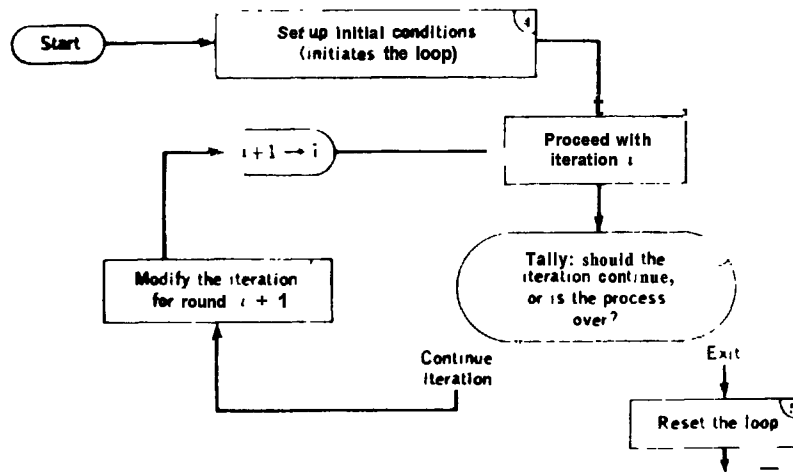 Start
Set up initial conditions
(initiates the loop)
4
i + 1 → i
Proceed with
iteration i
Modify the iteration
for round i + 1
Tally: should the
iteration continue,
or is the process
over?
Continue
iteration
Exit
Reset the loop